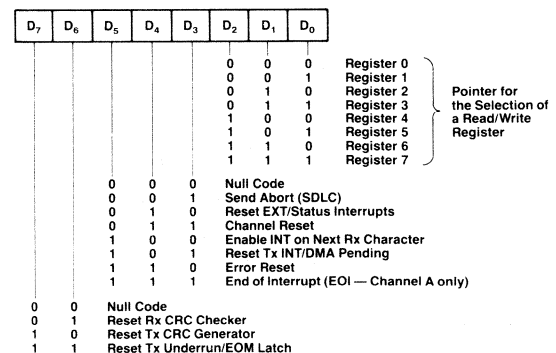 D7 D6 D5 D4 D3 D2 D1 D0
0 0 0 Register 0
0 0 1 Register 1
0 1 0 Register 2
0 1 1 Register 3
1 0 0 Register 4
1 0 1 Register 5
1 1 0 Register 6
1 1 1 Register 7
Pointer for
the Selection of
a Read/Write
Register
0 0 0 Null Code
0 0 1 Send Abort (SDLC)
0 1 0 Reset EXT/Status Interrupts
0 1 1 Channel Reset
1 0 0 Enable INT on Next Rx Character
1 0 1 Reset Tx INT/DMA Pending
1 1 0 Error Reset
1 1 1 End of Interrupt (EOI — Channel A only)
0 0 Null Code
0 1 Reset Rx CRC Checker
1 0 Reset Tx CRC Generator
1 1 Reset Tx Underrun/EOM Latch